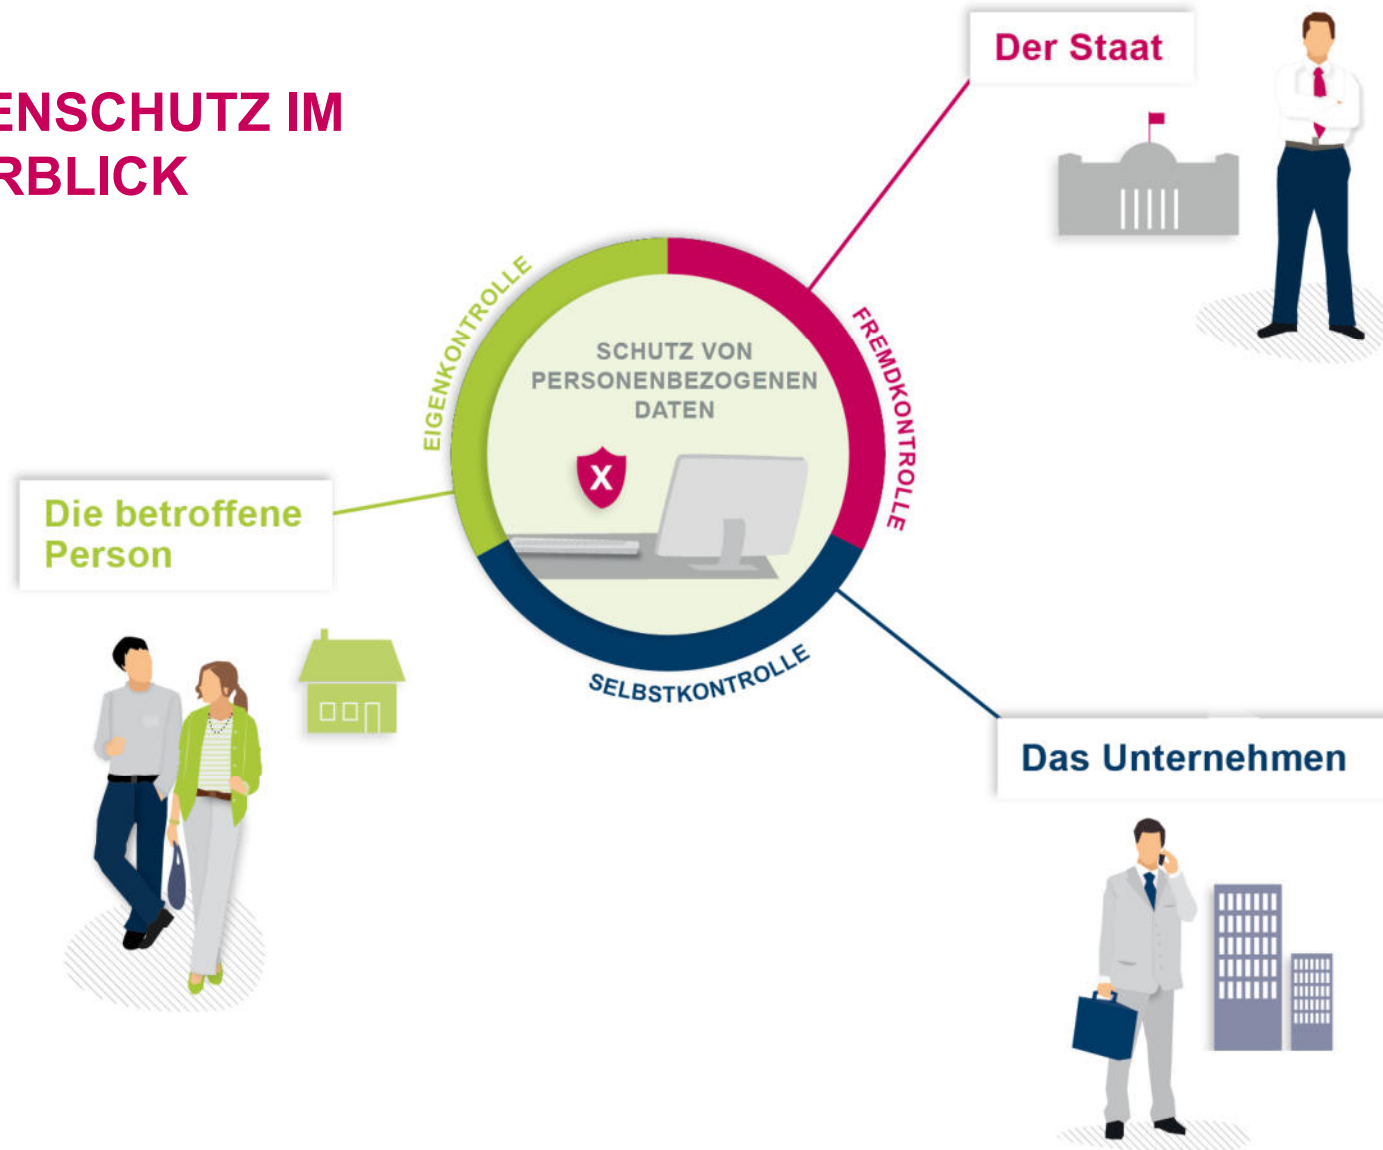 Der Staat
ENSCHUTZ IM
RBLICK
EIGENKONTROLLE
FREMDKONTROLLE
SCHUTZ VON
PERSONENBEZOGENEN
DATEN
X
Die betroffene
Person
SELBSTKONTROLLE
Das Unternehmen